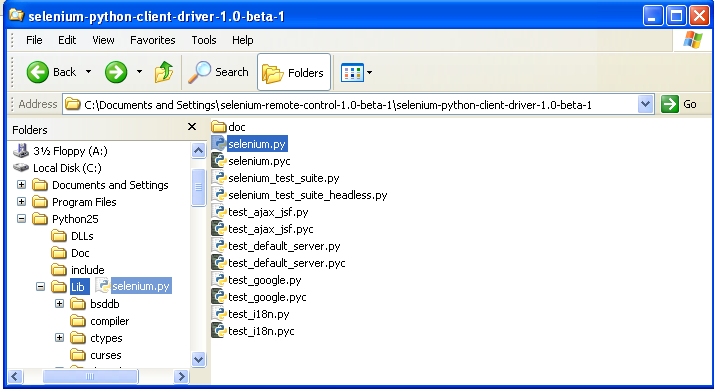 selenium-python-client-driver-1.0-beta-1
File Edit View Favorites Tools Help
Back Search Folders
Address C:\Documents and Settings\selenium-remote-control-1.0-beta-1\selenium-python-client-driver-1.0-beta-1 Go
Folders
3½ Floppy (A:)
Local Disk (C:)
Documents and Settings
Program Files
Python25
DLLs
Doc
include
Lib selenium.py
bsddb
compiler
ctypes
curses
doc
selenium.py
selenium.pyc
selenium_test_suite.py
selenium_test_suite_headless.py
test_ajax_jsf.py
test_ajax_jsf.pyc
test_default_server.py
test_default_server.pyc
test_google.py
test_google.pyc
test_i18n.py
test_i18n.pyc